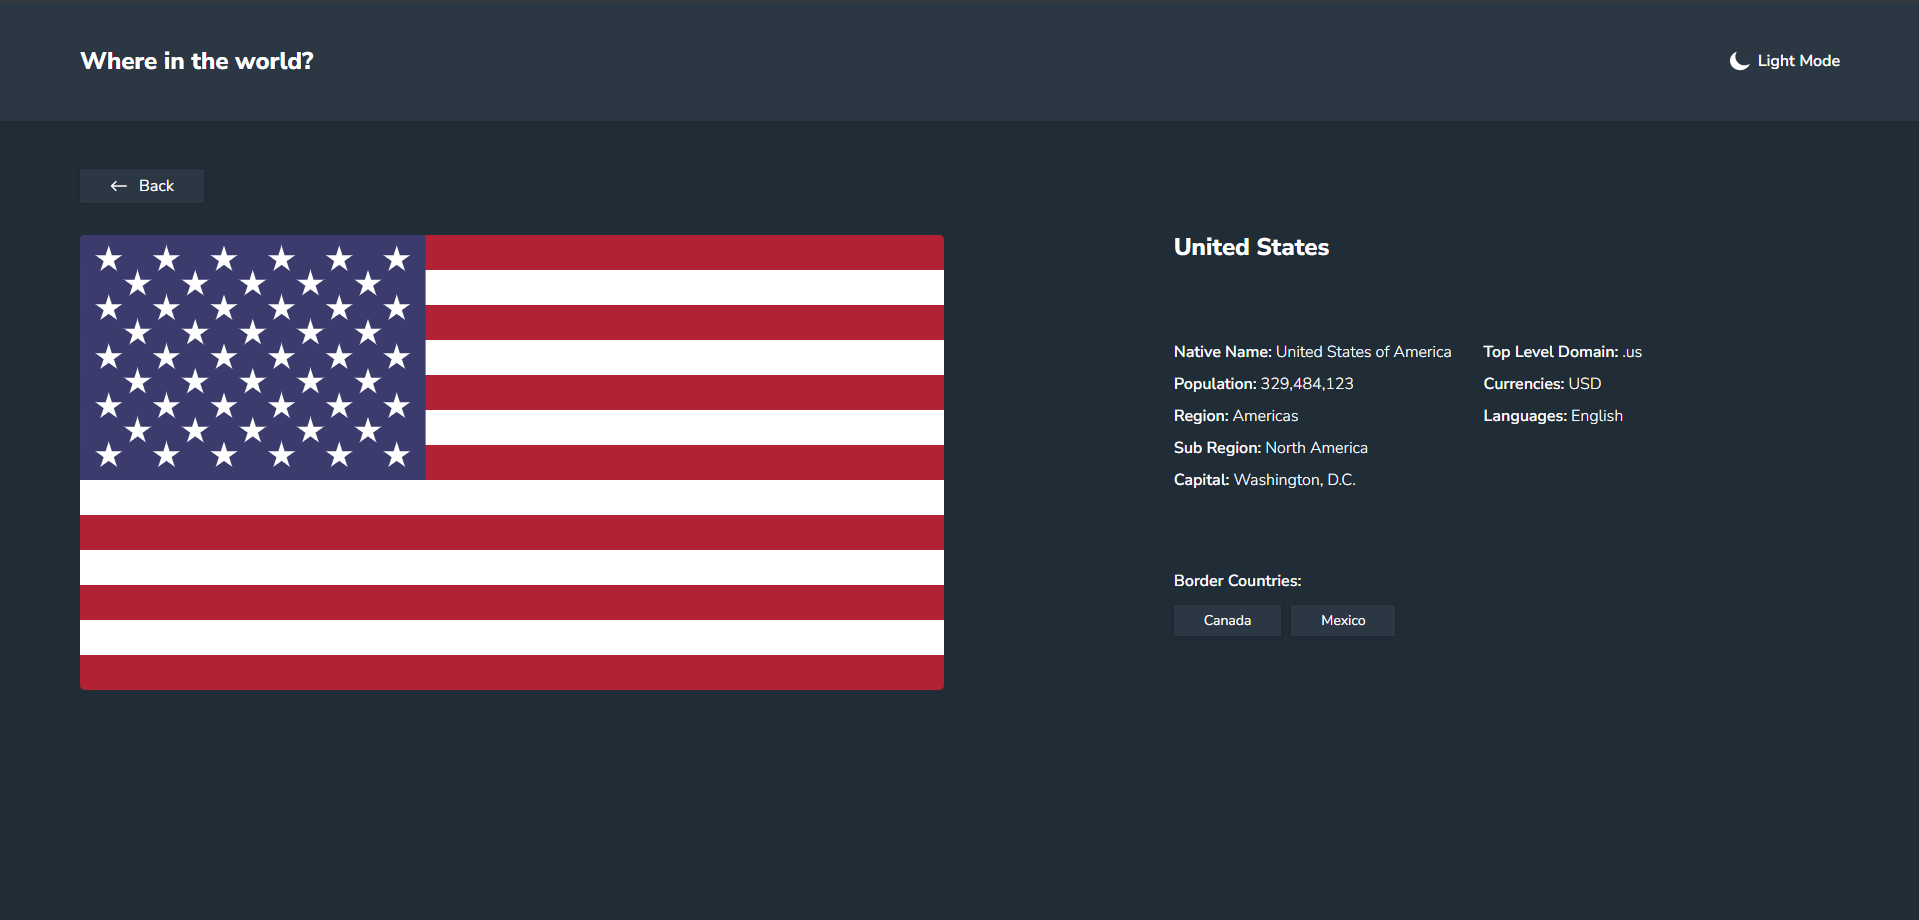 Where in the world?
Light Mode
Back
United States
Native Name: United States of America
Population: 329,484,123
Region: Americas
Sub Region: North America
Capital: Washington, D.C.
Top Level Domain: .us
Currencies: USD
Languages: English
Border Countries:
Canada
Mexico